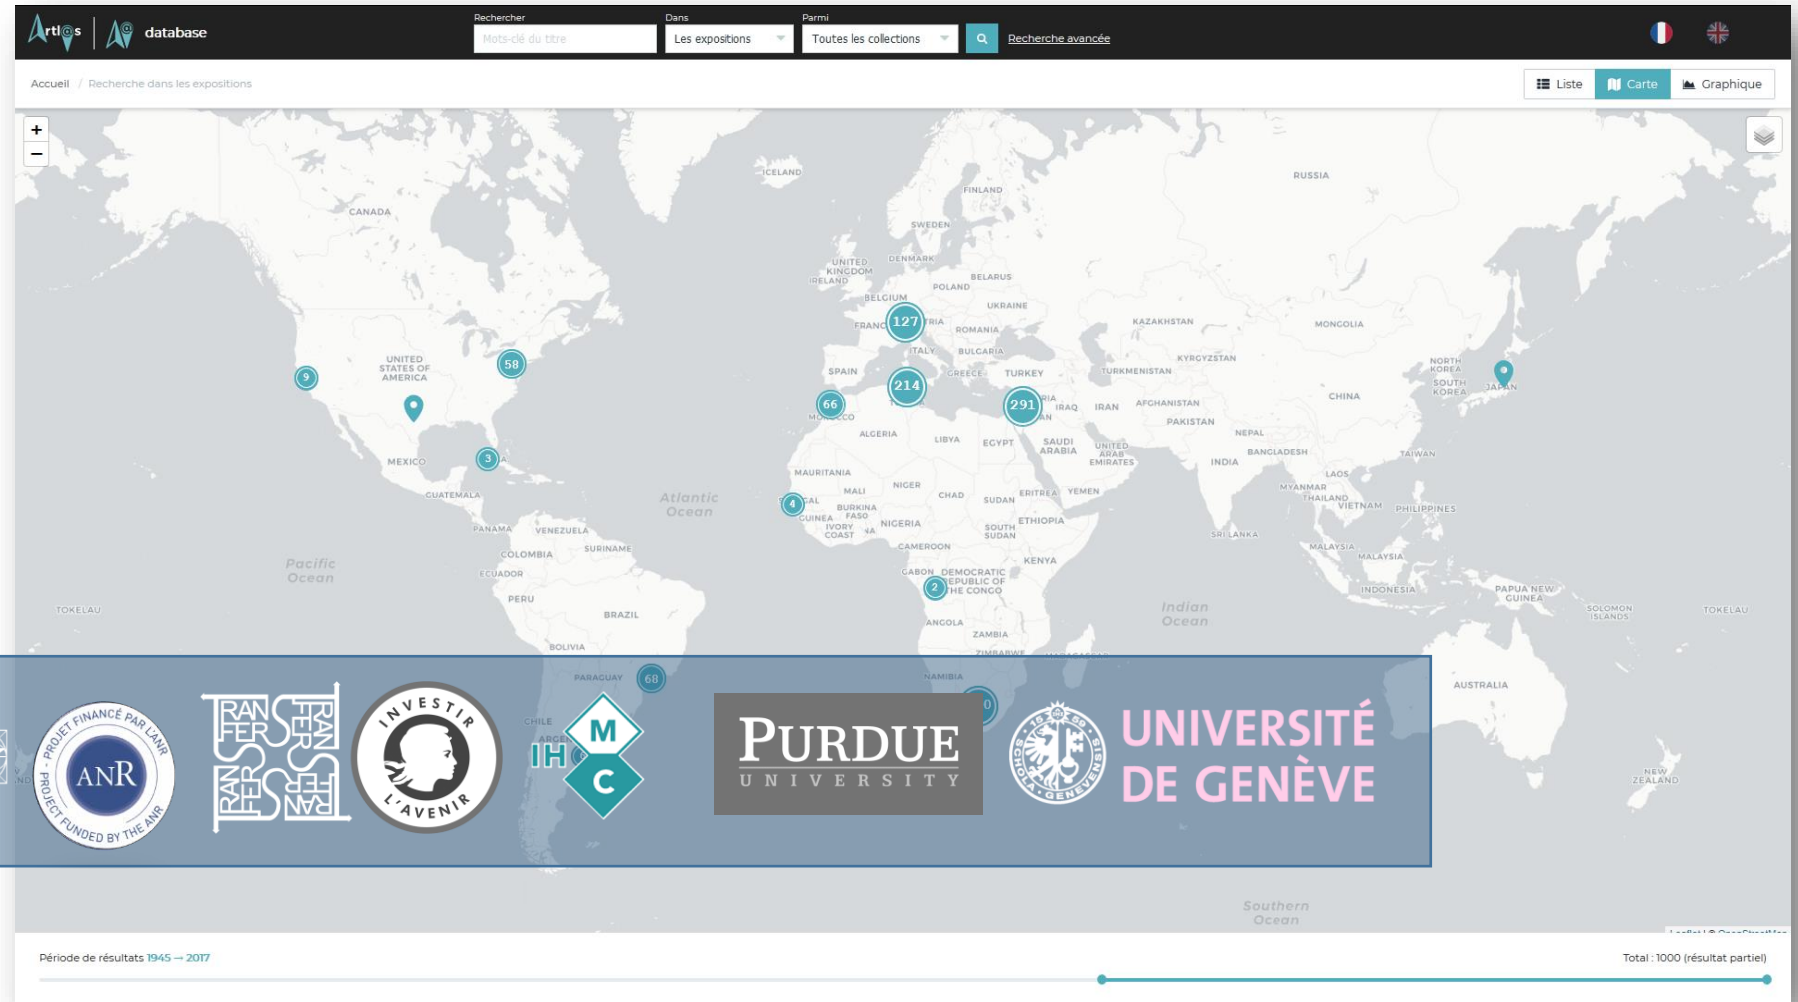 Artl@s
database
Rechercher
Dans
Parmi
Mots-clé du titre
Les expositions
Toutes les collections
Recherche avancée
Accueil / Recherche dans les expositions
Liste
Carte
Graphique
+
−
ICELAND
RUSSIA
FINLAND
CANADA
SWEDEN
UNITED
KINGDOM
DENMARK
IRELAND
BELARUS
POLAND
BELGIUM
UKRAINE
127
ROMANIA
KAZAKHSTAN
MONGOLIA
ITALY
BULGARIA
UNITED
STATES OF
AMERICA
58
9
SPAIN
214
GREECE
TURKEY
KYRGYZSTAN
TURKMENISTAN
NORTH
KOREA
SOUTH
KOREA
JAPAN
66
291
IRAQ
IRAN
AFGHANISTAN
CHINA
PAKISTAN
ALGERIA
LIBYA
EGYPT
SAUDI
ARABIA
UNITED
ARAB
EMIRATES
NEPAL
BANGLADESH
INDIA
TAIWAN
MEXICO
3
MAURITANIA
LAOS
GUATEMALA
Atlantic
Ocean
4
MALI
NIGER
CHAD
SUDAN
ERITREA
YEMEN
MYANMAR
THAILAND
VIETNAM
PHILIPPINES
BURKINA
FASO
GUINEA
IVORY
COAST
NIGERIA
SOUTH
SUDAN
ETHIOPIA
PANAMA
VENEZUELA
SRI LANKA
COLOMBIA
SURINAME
CAMEROON
MALAYSIA
MALAYSIA
Pacific
Ocean
ECUADOR
GABON
DEMOCRATIC
REPUBLIC OF
THE CONGO
KENYA
2
INDONESIA
PAPUA NEW
GUINEA
PERU
BRAZIL
Indian
Ocean
TOKELAU
SOLOMON
ISLANDS
TOKELAU
ANGOLA
ZAMBIA
BOLIVIA
ZIMBABWE
PARAGUAY
68
NAMIBIA
AUSTRALIA
CHILE
PROJET FINANCÉ PAR L'ANR
ANR
PROJECT FUNDED BY THE ANR
TRANSFERS
INVESTIR
L'AVENIR
IH
M
C
PURDUE
UNIVERSITY
1559
SCHOLA GENEVENSIS
UNIVERSITÉ
DE GENÈVE
NEW
ZEALAND
Southern
Ocean
Période de résultats 1945 → 2017
Total : 1000 (résultat partiel)